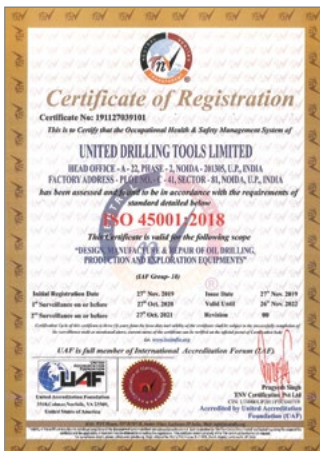 tnv
Certificate of Registration
Certificate No: 191127039101
This is to Certify that the Occupational Health & Safety Management System of
UNITED DRILLING TOOLS LIMITED
HEAD OFFICE - A - 22, PHASE - 2, NOIDA - 201305, U.P., INDIA
FACTORY ADDRESS - PLOT NO. - C - 41, SECTOR - 81, NOIDA, U.P., INDIA
has been assessed and found to be in accordance with the requirements of
standard detailed below
ISO 45001:2018
This Certificate is valid for the following scope
"DESIGN, MANUFACTURE & REPAIR OF OIL DRILLING,
PRODUCTION AND EXPLORATION EQUIPMENTS"
(IAF Group- 18)
Initial Registration Date 27th Nov. 2019 Issue Date 27th Nov. 2019
1st Surveillance on or before 27th Oct. 2020 Valid Until 26th Nov. 2022
2nd Surveillance on or before 27th Oct. 2021 Revision 00
UAF is full member of International Accreditation Forum (IAF)
UAF
United Accreditation Foundation
United States of America
Pragyesh Singh
TNV Certification Pvt Ltd
Accredited by United Accreditation
Foundation (UAF)